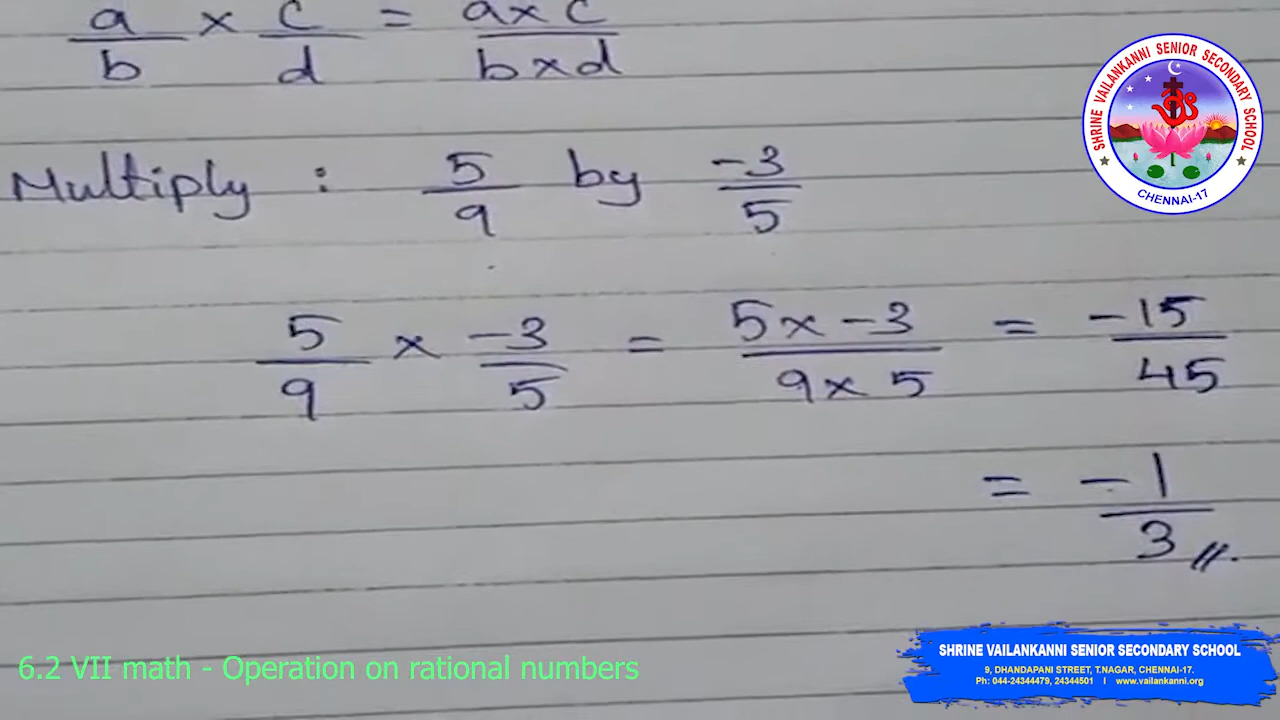 a/b × c/d = a×c/b×d
Multiply : 5/9 by -3/5
5/9 × -3/5 = 5×-3/9×5 = -15/45
= -1/3 //.
SHRINE VAILANKANNI SENIOR SECONDARY SCHOOL
CHENNAI-17
6.2 VII math - Operation on rational numbers
SHRINE VAILANKANNI SENIOR SECONDARY SCHOOL
9, DHANDAPANI STREET, T.NAGAR, CHENNAI-17.
Ph: 044-24344479, 24344501 I www.vailankanni.org